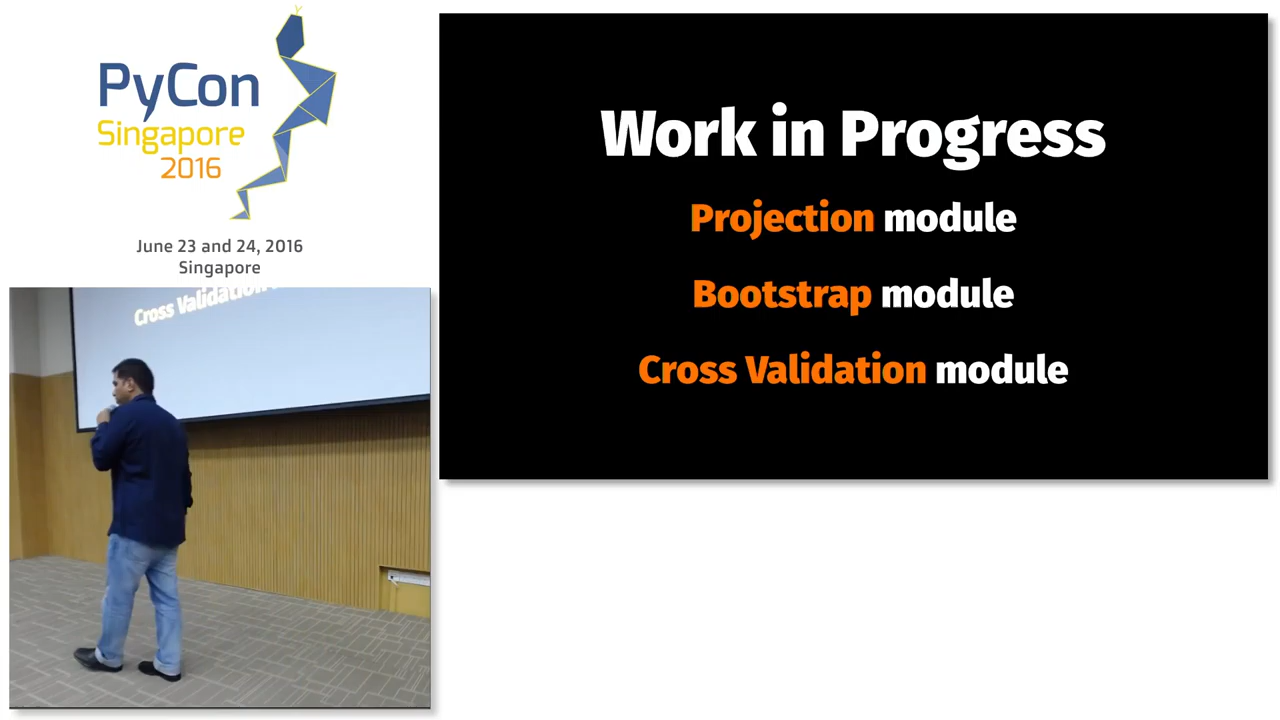 PyCon
Singapore
2016
June 23 and 24, 2016
Singapore
Cross Validation
Work in Progress
Projection module
Bootstrap module
Cross Validation module